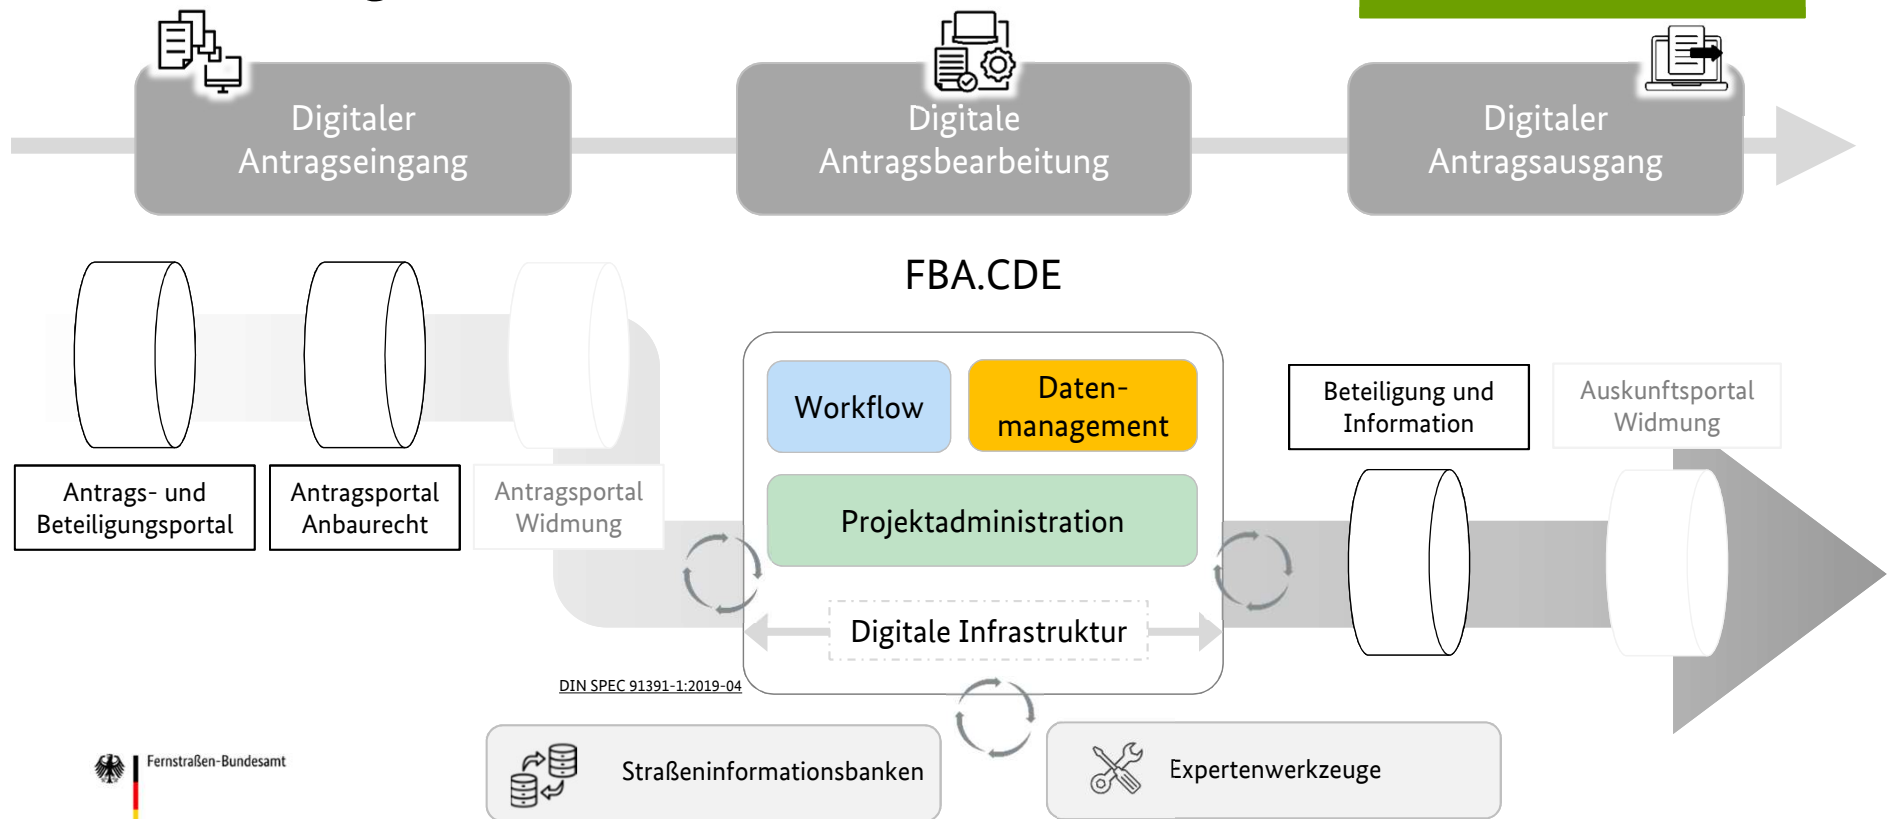 Digitaler
Antragseingang
Digitale
Antragsbearbeitung
Digitaler
Antragsausgang
FBA.CDE
Workflow
Daten-
management
Projektadministration
Digitale Infrastruktur
Antrags- und
Beteiligungsportal
Antragsportal
Anbaurecht
Antragsportal
Widmung
Beteiligung und
Information
Auskunftsportal
Widmung
DIN SPEC 91391-1:2019-04
Fernstraßen-Bundesamt
Straßeninformationsbanken
Expertenwerkzeuge